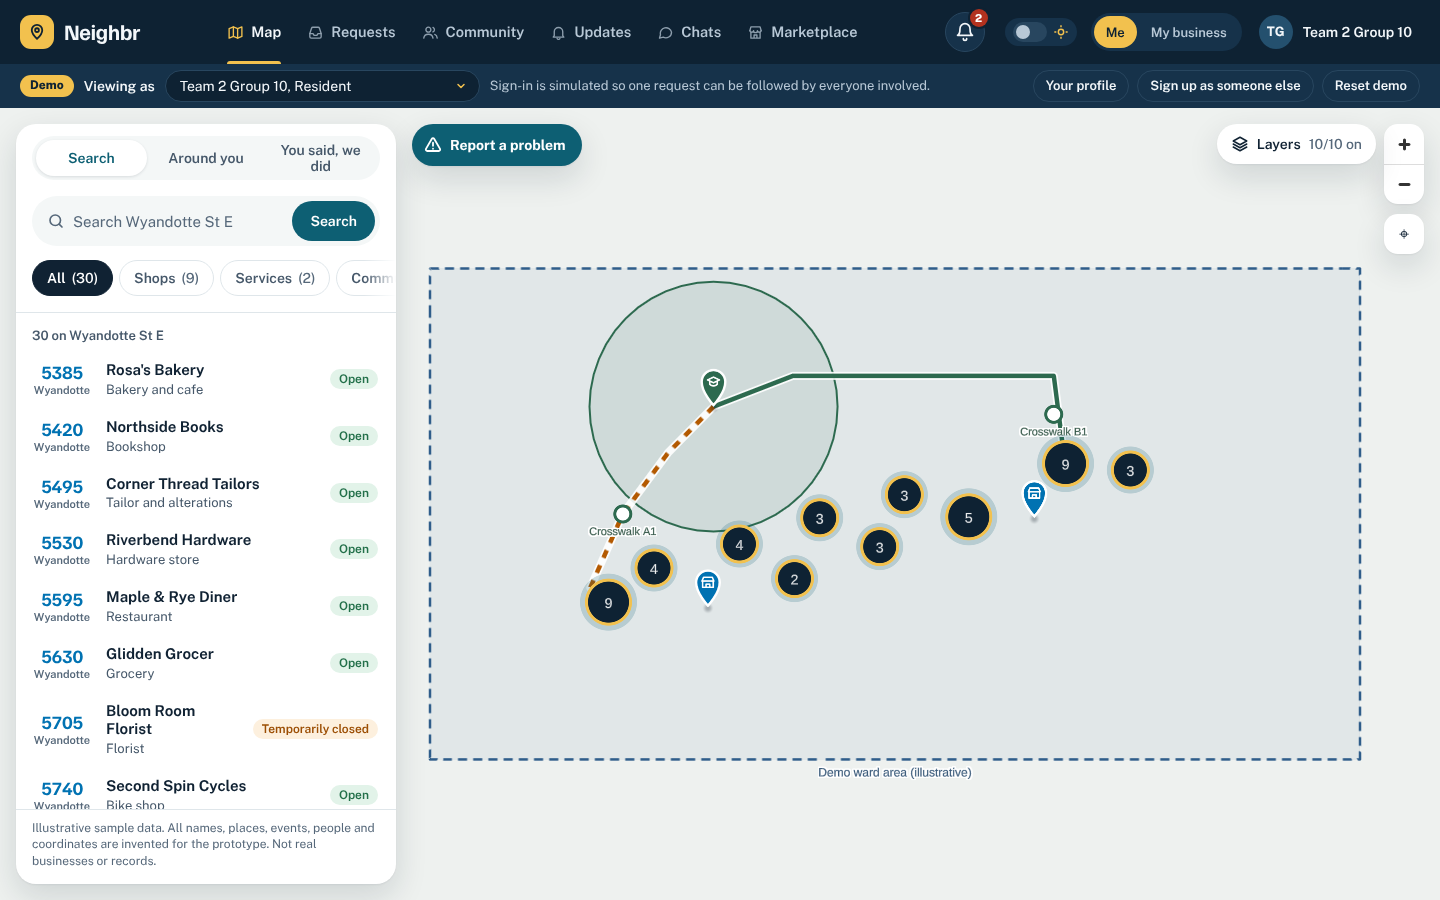 Neighbr
Map
Requests
Community
Updates
Chats
Marketplace
2
Me
My business
TG
Team 2 Group 10
Demo
Viewing as
Team 2 Group 10, Resident
Sign-in is simulated so one request can be followed by everyone involved.
Your profile
Sign up as someone else
Reset demo
Search
Around you
You said, we
did
Search Wyandotte St E
Search
All (30)
Shops (9)
Services (2)
Comm
30 on Wyandotte St E
5385
Wyandotte
Rosa's Bakery
Bakery and cafe
Open
5420
Wyandotte
Northside Books
Bookshop
Open
5495
Wyandotte
Corner Thread Tailors
Tailor and alterations
Open
5530
Wyandotte
Riverbend Hardware
Hardware store
Open
5595
Wyandotte
Maple & Rye Diner
Restaurant
Open
5630
Wyandotte
Glidden Grocer
Grocery
Open
5705
Wyandotte
Bloom Room
Florist
Florist
Temporarily closed
5740
Wyandotte
Second Spin Cycles
Bike shop
Open
Illustrative sample data. All names, places, events, people and
coordinates are invented for the prototype. Not real
businesses or records.
Report a problem
Layers 10/10 on
+
−
Crosswalk B1
9
3
3
5
3
3
4
2
Crosswalk A1
4
9
Demo ward area (illustrative)